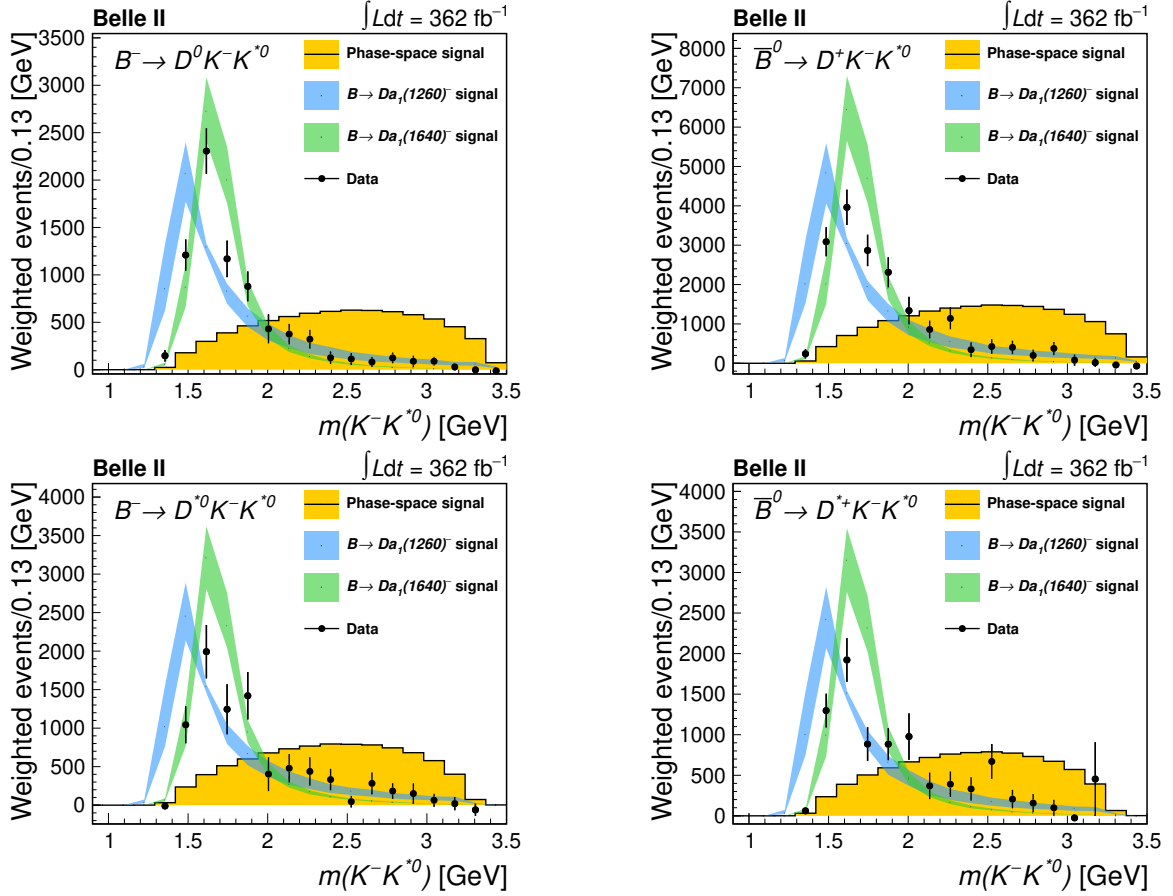 Belle II ∫Ldt = 362 fb⁻¹
Weighted events/0.13 [GeV]
B⁻ → D⁰K⁻K*⁰
Phase-space signal
B→ Da₁(1260)⁻ signal
B→ Da₁(1640)⁻ signal
Data
3500
3000
2500
2000
1500
1000
500
0
1 1.5 2 2.5 3 3.5
m(K⁻K*⁰) [GeV]
Belle II ∫Ldt = 362 fb⁻¹
Weighted events/0.13 [GeV]
B̅⁰ → D⁺K⁻K*⁰
Phase-space signal
B→ Da₁(1260)⁻ signal
B→ Da₁(1640)⁻ signal
Data
8000
7000
6000
5000
4000
3000
2000
1000
0
1 1.5 2 2.5 3 3.5
m(K⁻K*⁰) [GeV]
Belle II ∫Ldt = 362 fb⁻¹
Weighted events/0.13 [GeV]
B⁻ → D*⁰K⁻K*⁰
Phase-space signal
B→ Da₁(1260)⁻ signal
B→ Da₁(1640)⁻ signal
Data
4000
3500
3000
2500
2000
1500
1000
500
0
1 1.5 2 2.5 3 3.5
m(K⁻K*⁰) [GeV]
Belle II ∫Ldt = 362 fb⁻¹
Weighted events/0.13 [GeV]
B̅⁰ → D*⁺K⁻K*⁰
Phase-space signal
B→ Da₁(1260)⁻ signal
B→ Da₁(1640)⁻ signal
Data
4000
3500
3000
2500
2000
1500
1000
500
0
1 1.5 2 2.5 3 3.5
m(K⁻K*⁰) [GeV]